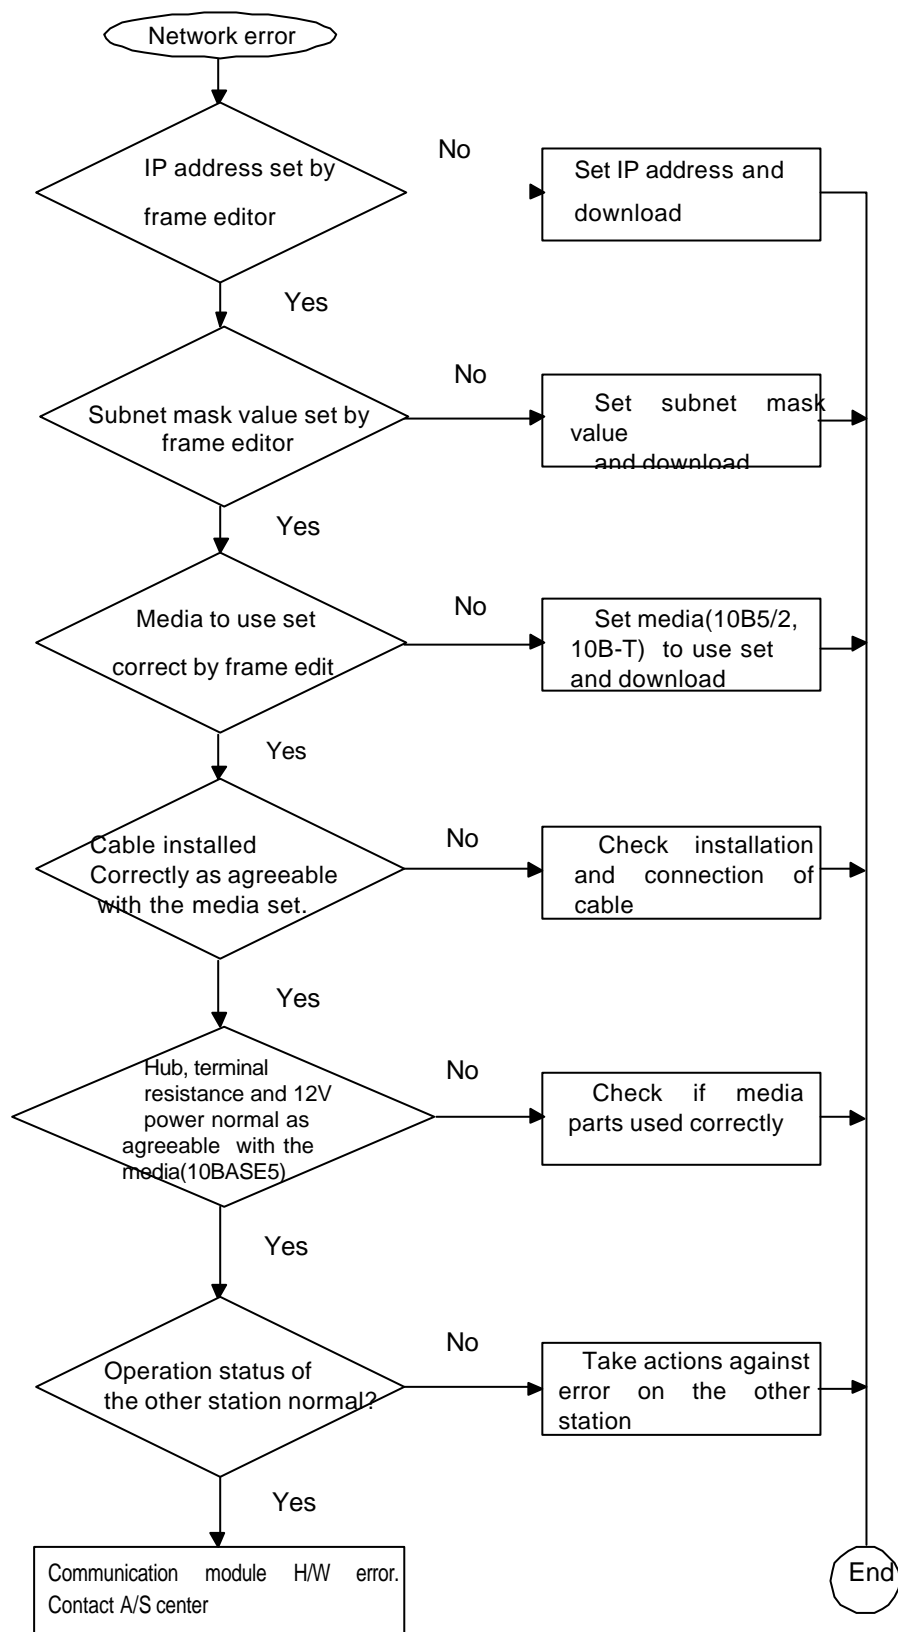 Network error
IP address set by
frame editor
No
Set IP address and
download
Yes
Subnet mask value set by
frame editor
No
Set subnet mask
value
and download
Yes
Media to use set
correct by frame edit
No
Set media(10B5/2,
10B-T) to use set
and download
Yes
Cable installed
Correctly as agreeable
with the media set.
No
Check installation
and connection of
cable
Yes
Hub, terminal
resistance and 12V
power normal as
agreeable with the
media(10BASE5)
No
Check if media
parts used correctly
Yes
Operation status of
the other station normal?
No
Take actions against
error on the other
station
Yes
Communication module H/W error.
Contact A/S center
End